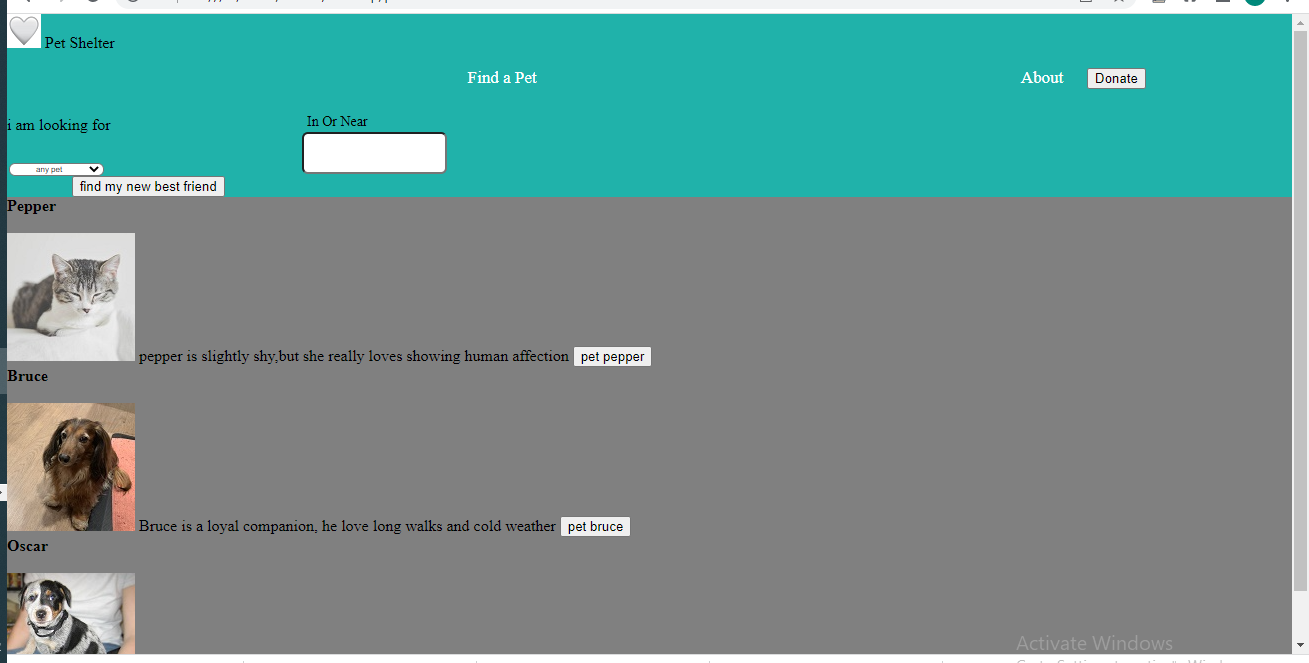 Pet Shelter
Find a Pet
About
Donate
i am looking for
In Or Near
any pet
find my new best friend
Pepper
pepper is slightly shy,but she really loves showing human affection
pet pepper
Bruce
Bruce is a loyal companion, he love long walks and cold weather
pet bruce
Oscar
Activate Windows